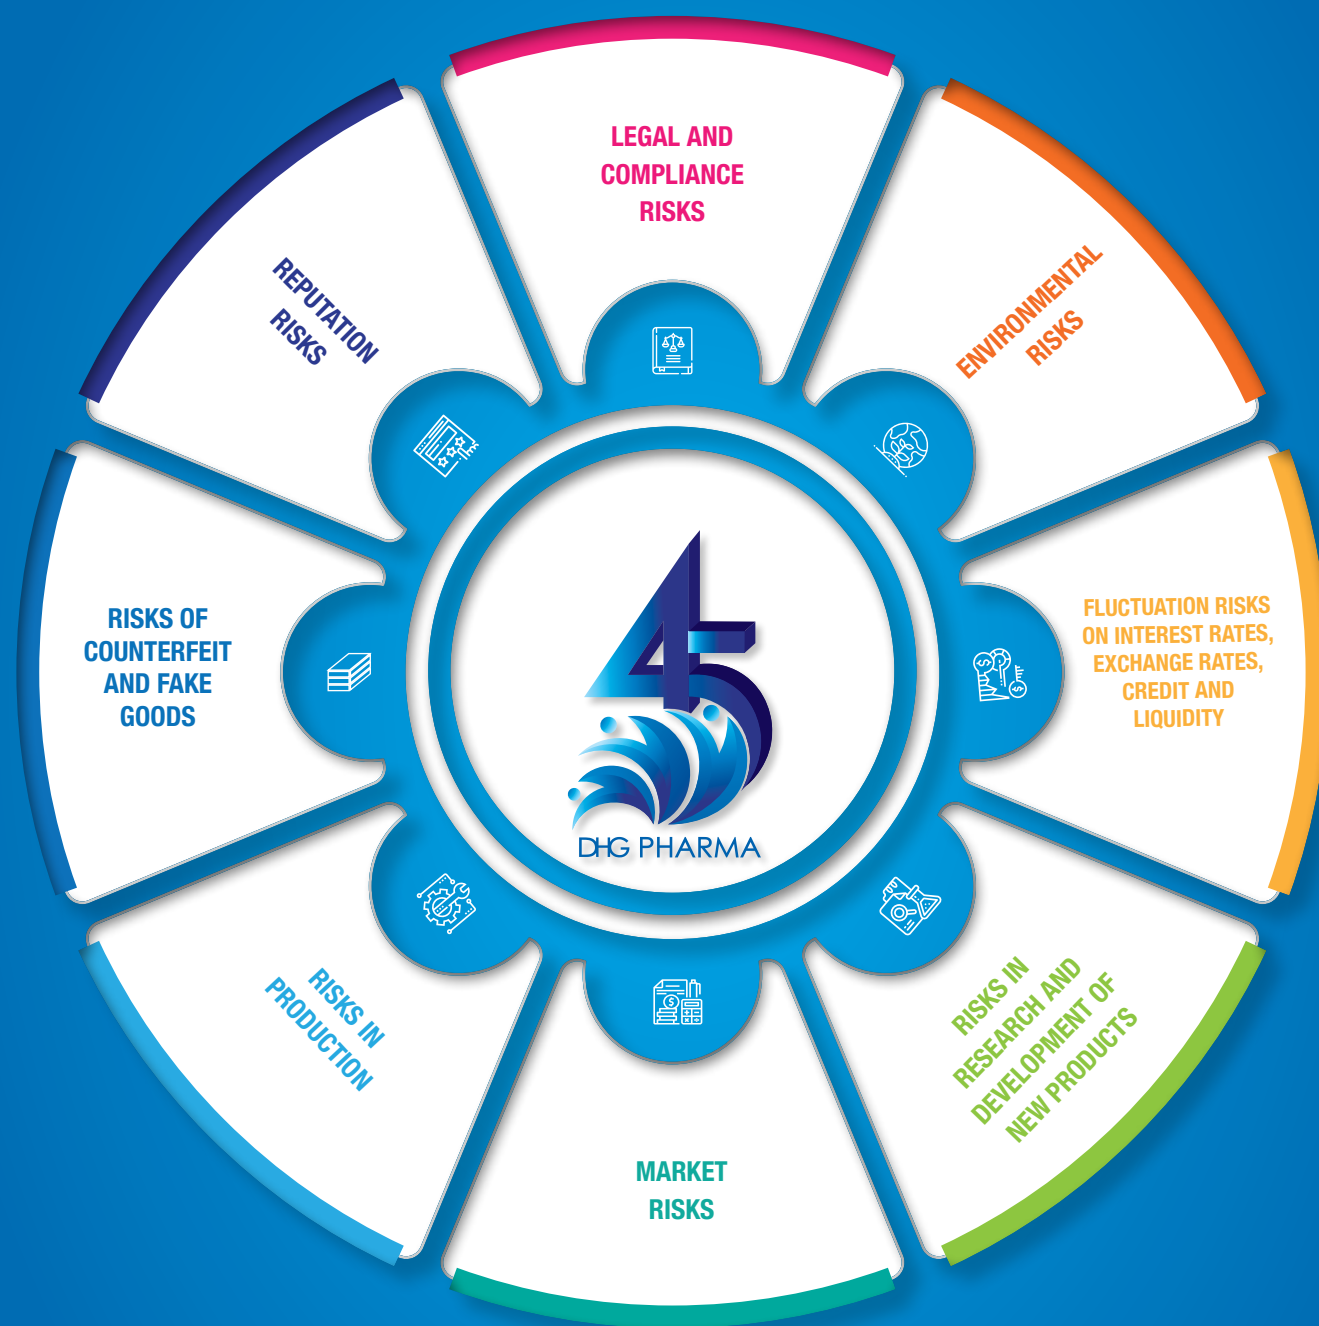 LEGAL AND
COMPLIANCE
RISKS
ENVIRONMENTAL
RISKS
FLUCTUATION RISKS
ON INTEREST RATES,
EXCHANGE RATES,
CREDIT AND
LIQUIDITY
RISKS IN
RESEARCH AND
DEVELOPMENT OF
NEW PRODUCTS
MARKET
RISKS
RISKS IN
PRODUCTION
RISKS OF
COUNTERFEIT
AND FAKE
GOODS
REPUTATION
RISKS
45
DHG PHARMA